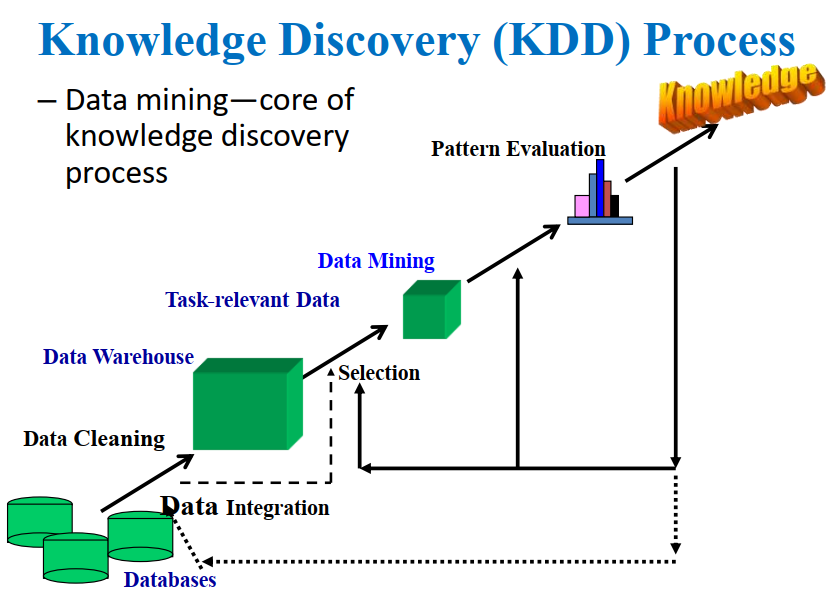 Knowledge Discovery (KDD) Process
– Data mining—core of
knowledge discovery
process
Knowledge
Pattern Evaluation
Data Mining
Task-relevant Data
Data Warehouse
Selection
Data Cleaning
Data Integration
Databases